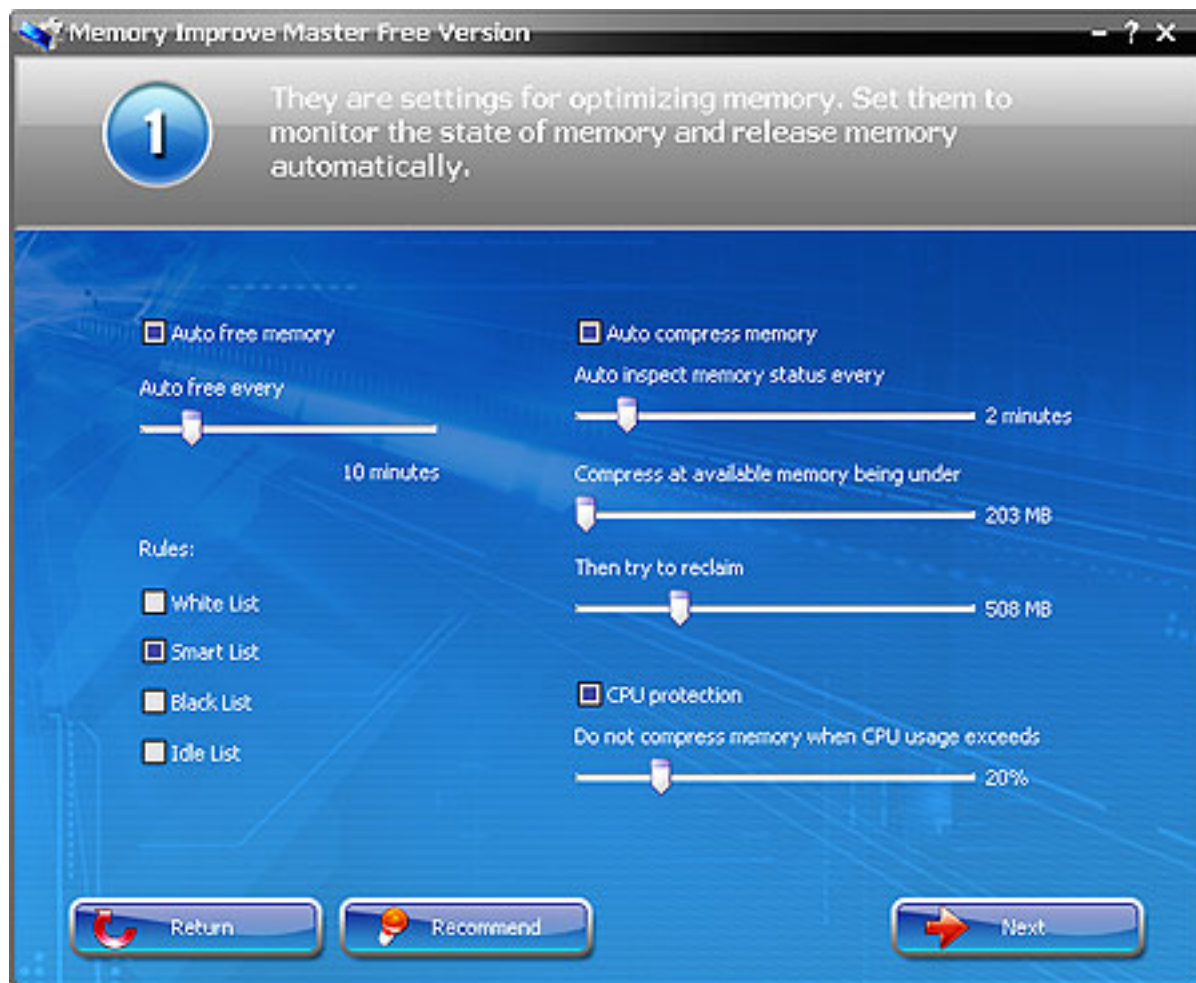 Memory Improve Master Free Version
1
They are settings for optimizing memory. Set them to
monitor the state of memory and release memory
automatically.
Auto free memory
Auto free every
10 minutes
Rules:
White List
Smart List
Black List
Idle List
Auto compress memory
Auto inspect memory status every
2 minutes
Compress at available memory being under
203 MB
Then try to reclaim
508 MB
CPU protection
Do not compress memory when CPU usage exceeds
20%
Return
Recommend
Next